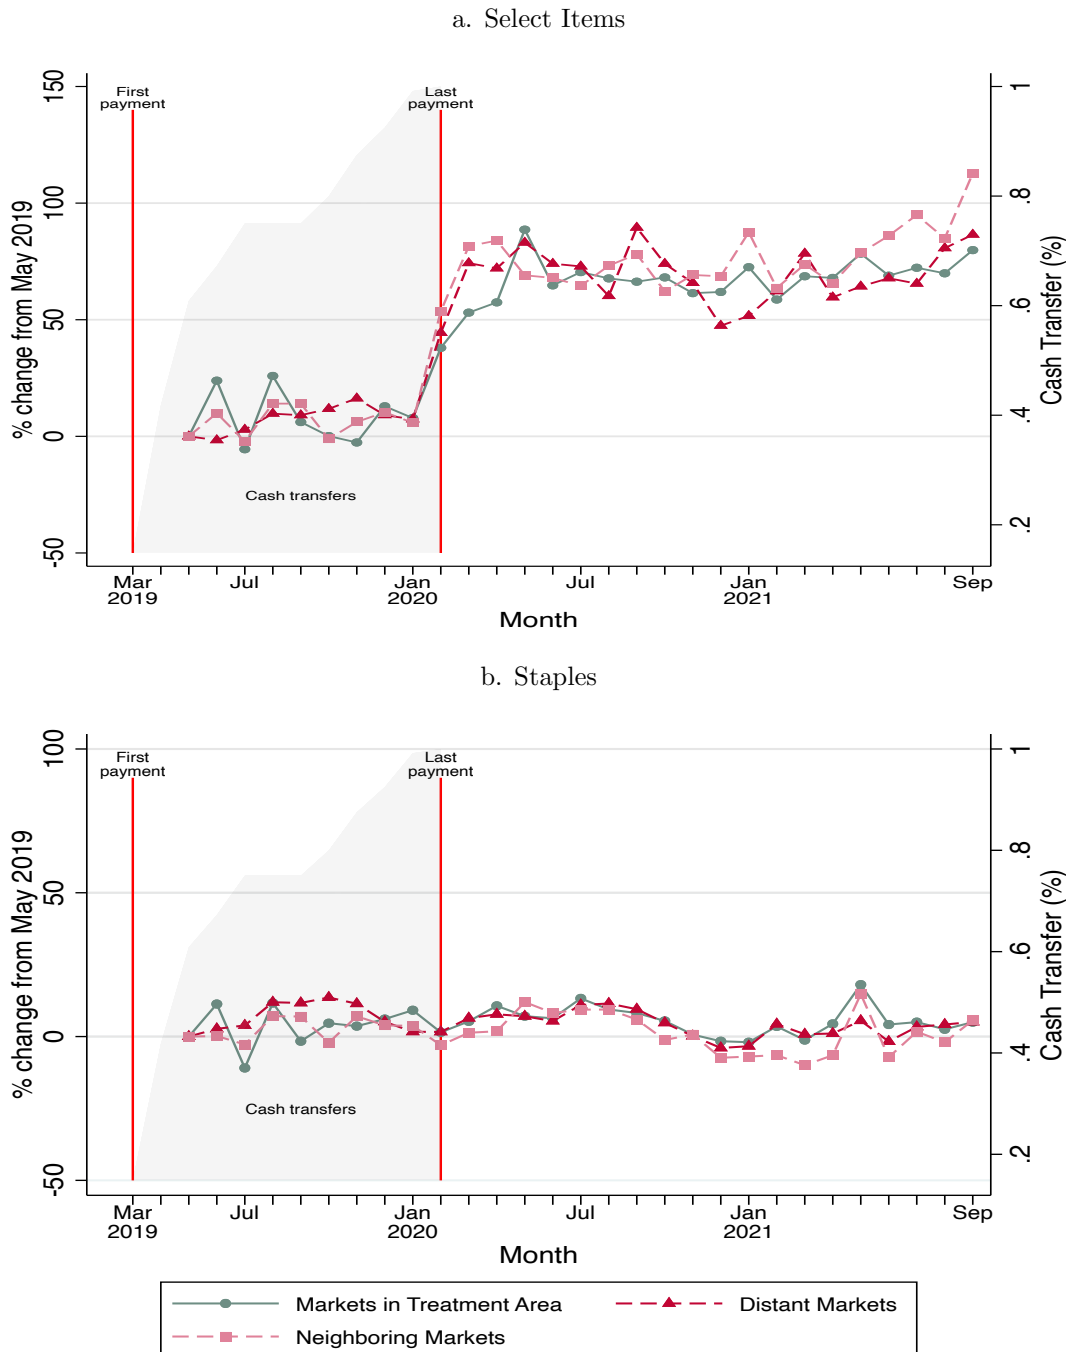 a. Select Items
150
100
50
0
-50
% change from May 2019
First
payment
Last
payment
Cash transfers
1
.8
.6
.4
.2
Cash Transfer (%)
Mar
2019
Jul
Jan
2020
Jul
Jan
2021
Sep
Month
b. Staples
100
50
0
-50
% change from May 2019
First
payment
Last
payment
Cash transfers
1
.8
.6
.4
.2
Cash Transfer (%)
Mar
2019
Jul
Jan
2020
Jul
Jan
2021
Sep
Month
Markets in Treatment Area
Distant Markets
Neighboring Markets